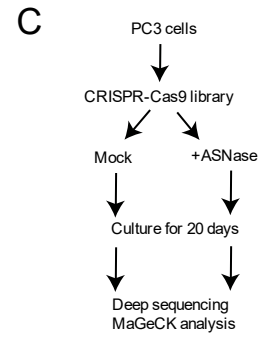 C
PC3 cells
CRISPR-Cas9 library
Mock
+ASNase
Culture for 20 days
Deep sequencing
MaGeCK analysis